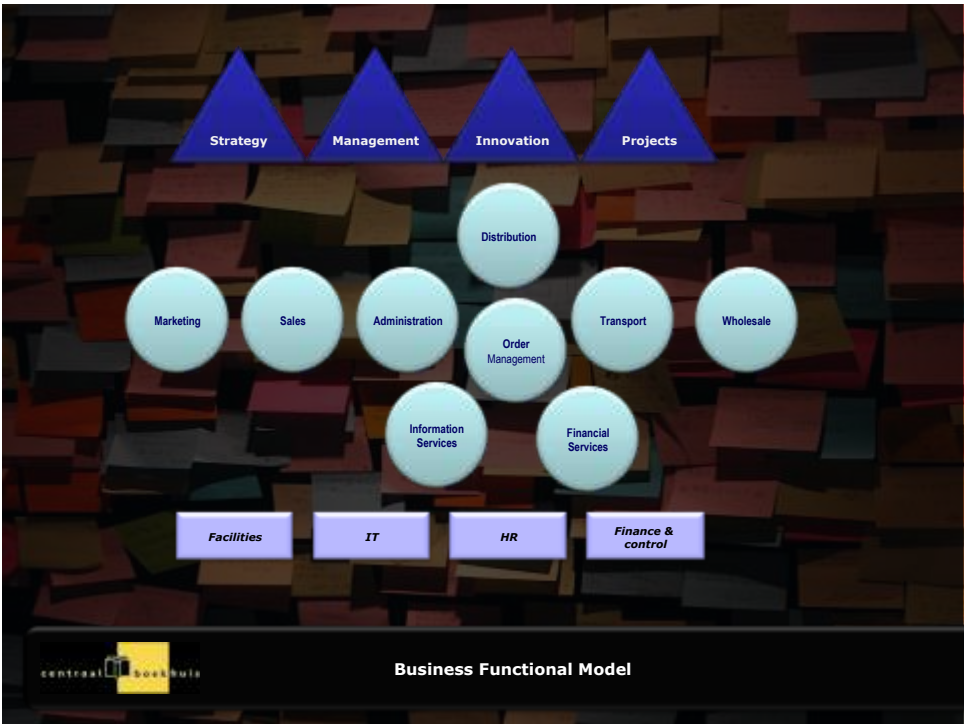 Strategy
Management
Innovation
Projects
Distribution
Marketing
Sales
Administration
Order
Management
Transport
Wholesale
Information
Services
Financial
Services
Facilities
IT
HR
Finance &
control
centraal boekhuis
Business Functional Model